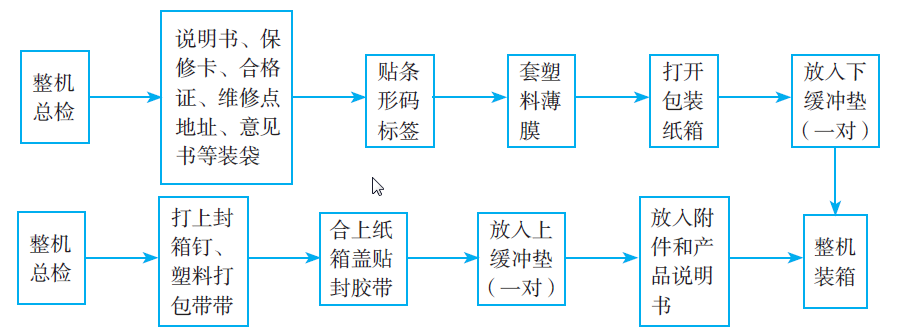 整机
总检
说明书、保
修卡、合格
证、维修点
地址、意见
书等装袋
贴条
形码
标签
套塑
料薄
膜
打开
包装
纸箱
放入下
缓冲垫
（一对）
整机
总检
打上封
箱钉、
塑料打
包带带
合上纸
箱盖贴
封胶带
放入上
缓冲垫
（一对）
放入附
件和产
品说明
书
整机
装箱